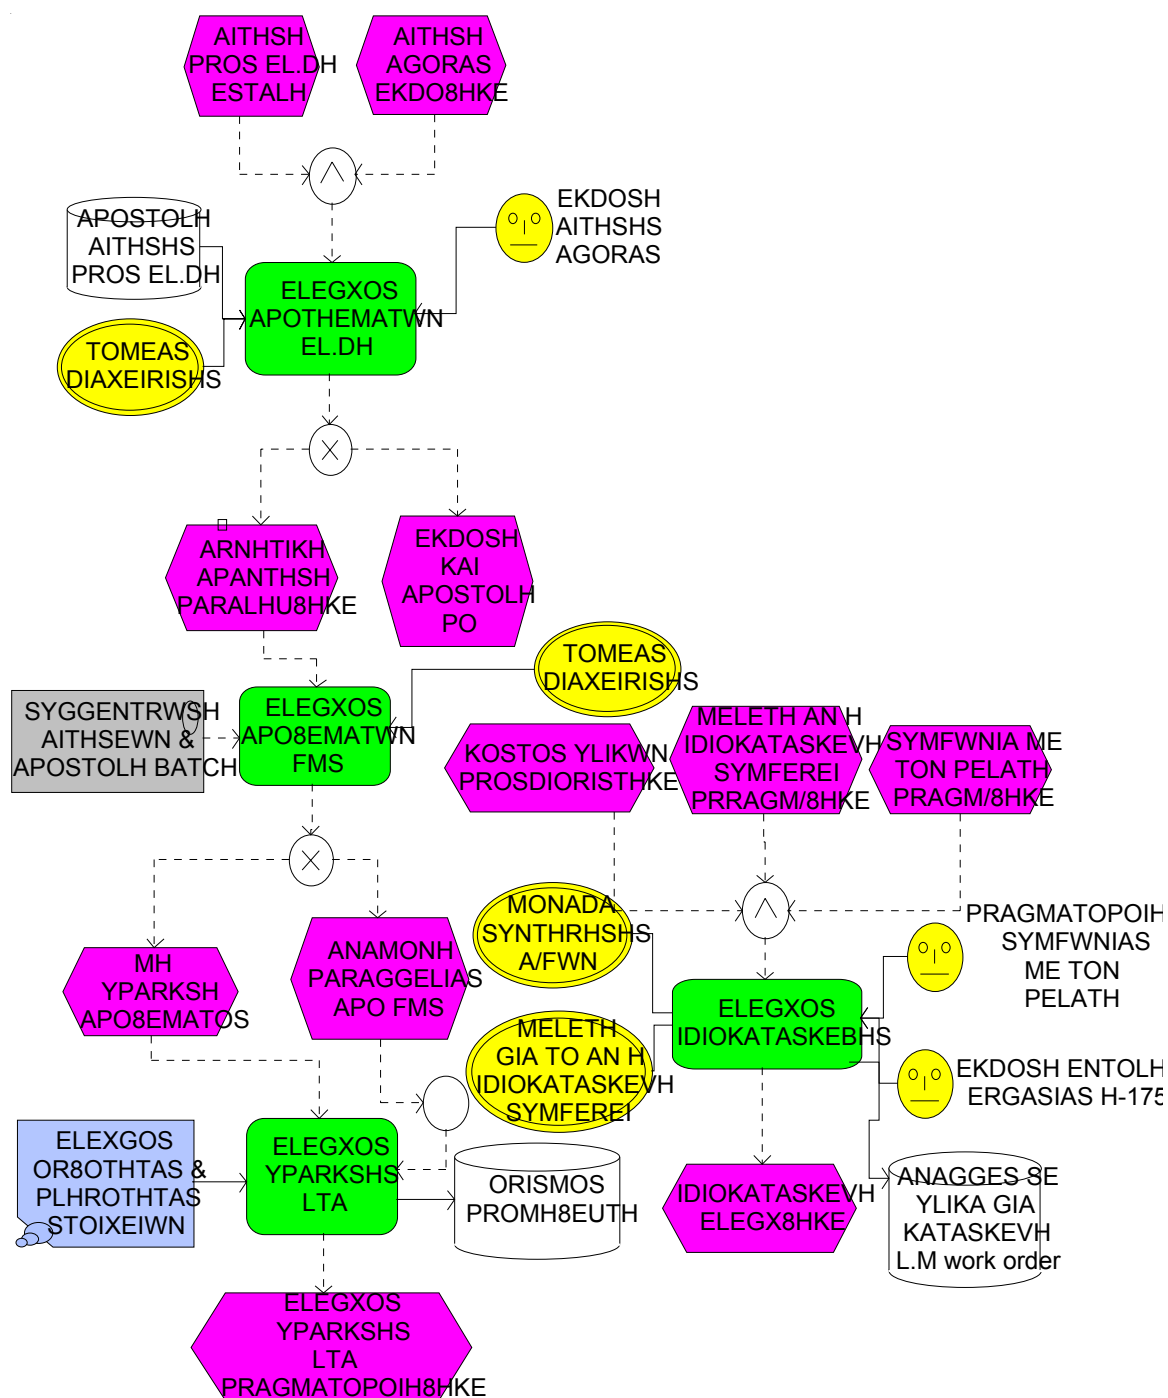 AITHSH
PROS EL.DH
ESTALH
AITHSH
AGORAS
EKDO8HKE
APOSTOLH
AITHSHS
PROS EL.DH
EKDOSH
AITHSHS
AGORAS
ELEGXOS
APOTHEMATWN
EL.DH
TOMEAS
DIAXEIRISHS
ARNHTIKH
APANTHSH
PARALHU8HKE
EKDOSH
KAI
APOSTOLH
PO
TOMEAS
DIAXEIRISHS
SYGGENTRWSH
AITHSEWN &
APOSTOLH BATCH
ELEGXOS
APO8EMATWN
FMS
KOSTOS YLIKWN
PROSDIORISTHKE
MELETH AN H
IDIOKATASKEVH
SYMFEREI
PRRAGM/8HKE
SYMFWNIA ME
TON PELATH
PRAGM/8HKE
MH
YPARKSH
APO8EMATOS
ANAMONH
PARAGGELIAS
APO FMS
MONADA
SYNTHRHSHS
A/FWN
PRAGMATOPOIH
SYMFWNIAS
ME TON
PELATH
ELEGXOS
IDIOKATASKEBHS
MELETH
GIA TO AN H
IDIOKATASKEVH
SYMFEREI
EKDOSH ENTOLH
ERGASIAS H-175
ELEXGOS
OR8OTHTAS &
PLHROTHTAS
STOIXEIWN
ELEGXOS
YPARKSHS
LTA
ORISMOS
PROMH8EUTH
IDIOKATASKEVH
ELEGX8HKE
ANAGGES SE
YLIKA GIA
KATASKEVH
L.M work order
ELEGXOS
YPARKSHS
LTA
PRAGMATOPOIH8HKE